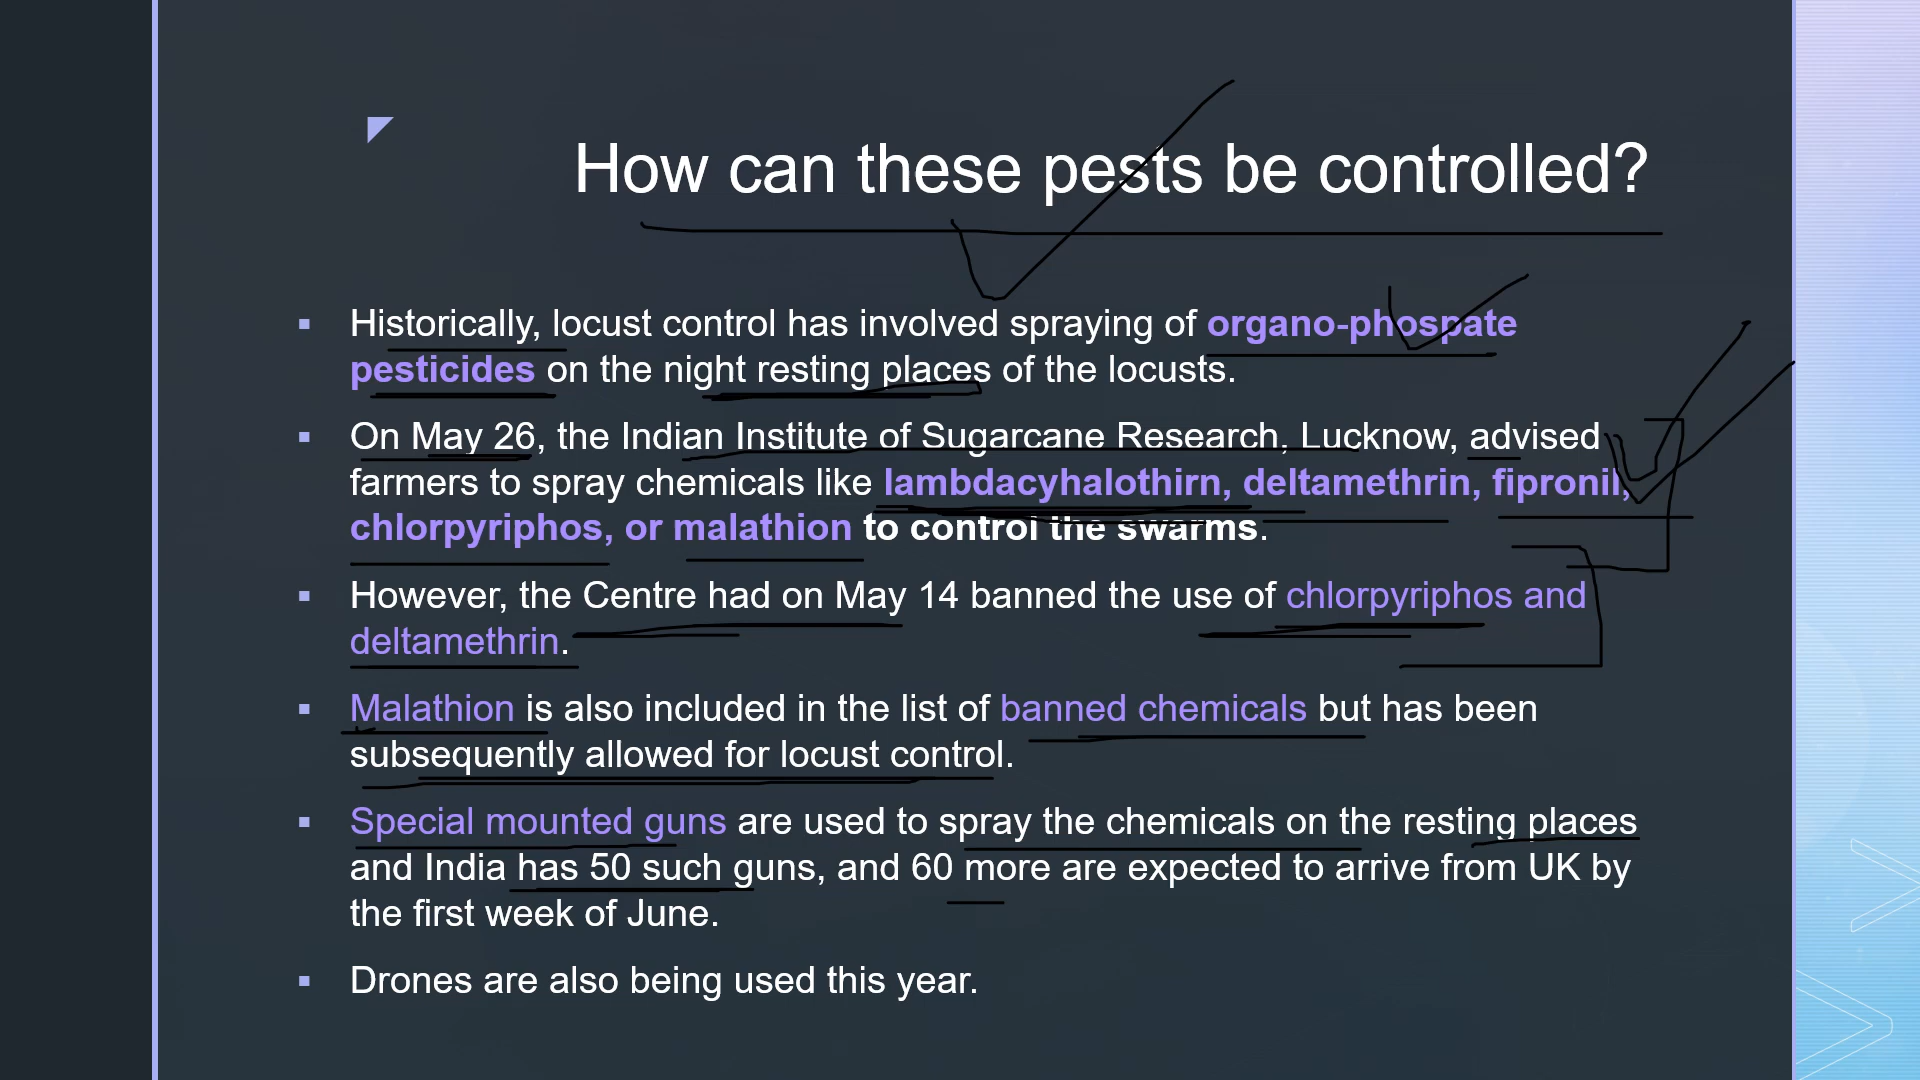 How can these pests be controlled?
▪ Historically, locust control has involved spraying of organo-phospate
pesticides on the night resting places of the locusts.
▪ On May 26, the Indian Institute of Sugarcane Research, Lucknow, advised
farmers to spray chemicals like lambdacyhalothirn, deltamethrin, fipronil,
chlorpyriphos, or malathion to control the swarms.
▪ However, the Centre had on May 14 banned the use of chlorpyriphos and
deltamethrin.
▪ Malathion is also included in the list of banned chemicals but has been
subsequently allowed for locust control.
▪ Special mounted guns are used to spray the chemicals on the resting places
and India has 50 such guns, and 60 more are expected to arrive from UK by
the first week of June.
▪ Drones are also being used this year.